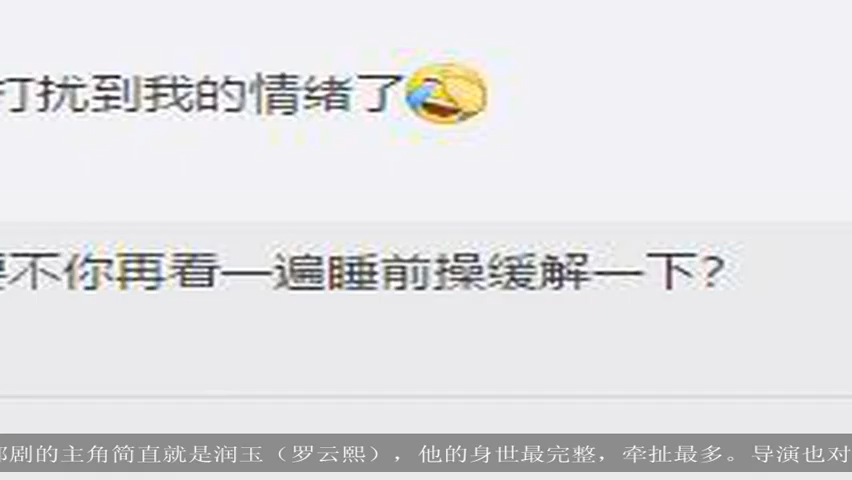 打扰到我的情绪了🤣
要不你再看一遍睡前操缓解一下?
部剧的主角简直就是润玉（罗云熙），他的身世最完整，牵扯最多。导演也对